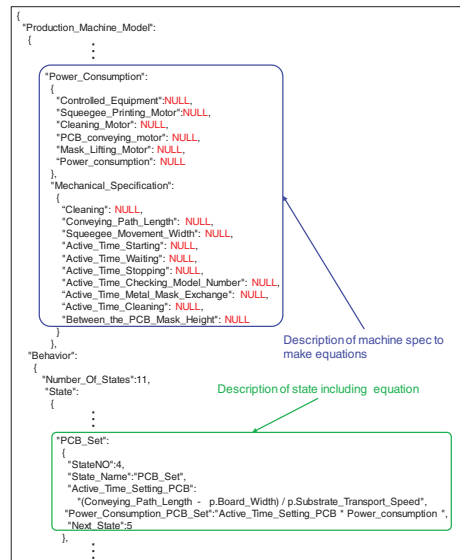 {
"Production_Machine_Model":
{
"Power_Consumption":
{
"Controlled_Equipment":NULL,
"Squeegee_Printing_Motor":NULL,
"Cleaning_Motor": NULL,
"PCB_conveying_motor": NULL,
"Mask_Lifting_Motor": NULL,
"Power_consumption": NULL
},
"Mechanical_Specification":
{
"Cleaning": NULL,
"Conveying_Path_Length": NULL,
"Squeegee_Movement_Width": NULL,
"Active_Time_Starting": NULL,
"Active_Time_Waiting": NULL,
"Active_Time_Stopping": NULL,
"Active_Time_Checking_Model_Number": NULL,
"Active_Time_Metal_Mask_Exchange": NULL,
"Active_Time_Cleaning": NULL,
"Between_the_PCB_Mask_Height": NULL
}
},
Description of machine spec to
make equations
"Behavior":
{
"Number_Of_States":11,
"State":
{
Description of state including equation
"PCB_Set":
{
"StateNO":4,
"State_Name":"PCB_Set",
"Active_Time_Setting_PCB":
"(Conveying_Path_Length - p.Board_Width) / p.Substrate_Transport_Speed",
"Power_Consumption_PCB_Set":"Active_Time_Setting_PCB * Power_consumption ",
"Next_State":5
},